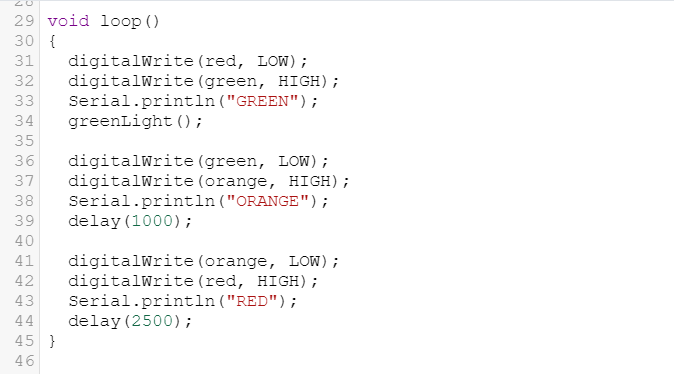 28
29 void loop()
30 {
31   digitalWrite(red, LOW);
32   digitalWrite(green, HIGH);
33   Serial.println("GREEN");
34   greenLight();
35
36   digitalWrite(green, LOW);
37   digitalWrite(orange, HIGH);
38   Serial.println("ORANGE");
39   delay(1000);
40
41   digitalWrite(orange, LOW);
42   digitalWrite(red, HIGH);
43   Serial.println("RED");
44   delay(2500);
45 }
46